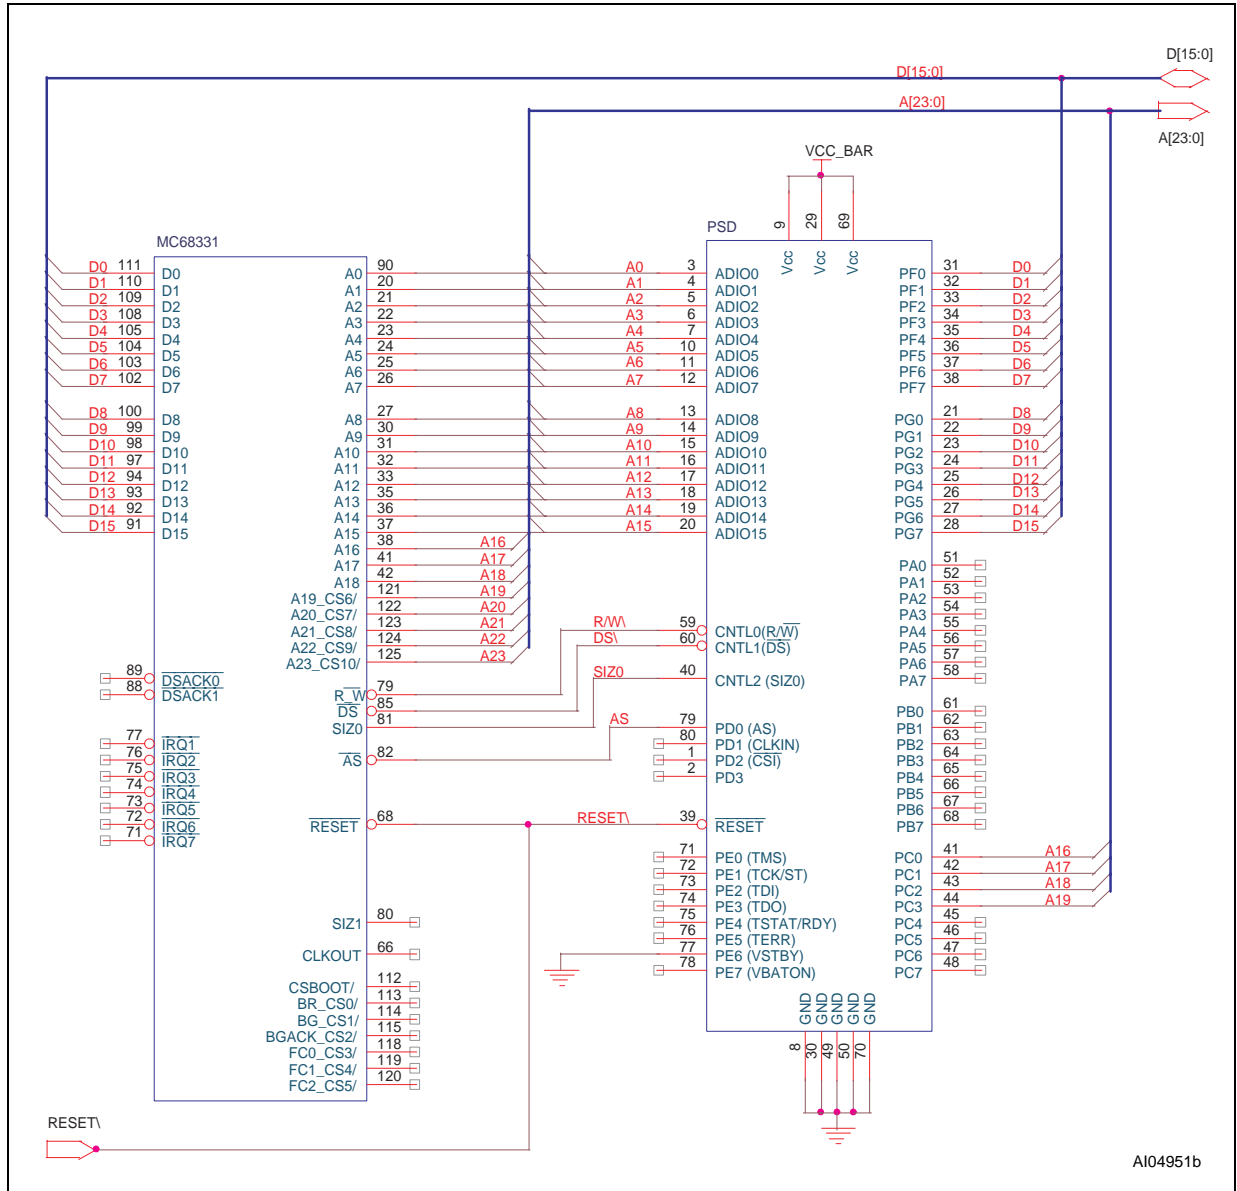 D[15:0]
D[15:0]
A[23:0]
A[23:0]
VCC_BAR
9 29 69
PSD
Vcc Vcc Vcc
MC68331
D0 111 D0 A0 90 A0 3 ADIO0 PF0 31 D0
D1 110 D1 A1 20 A1 4 ADIO1 PF1 32 D1
D2 109 D2 A2 21 A2 5 ADIO2 PF2 33 D2
D3 108 D3 A3 22 A3 6 ADIO3 PF3 34 D3
D4 105 D4 A4 23 A4 7 ADIO4 PF4 35 D4
D5 104 D5 A5 24 A5 10 ADIO5 PF5 36 D5
D6 103 D6 A6 25 A6 11 ADIO6 PF6 37 D6
D7 102 D7 A7 26 A7 12 ADIO7 PF7 38 D7
D8 100 D8 A8 27 A8 13 ADIO8 PG0 21 D8
D9 99 D9 A9 30 A9 14 ADIO9 PG1 22 D9
D10 98 D10 A10 31 A10 15 ADIO10 PG2 23 D10
D11 97 D11 A11 32 A11 16 ADIO11 PG3 24 D11
D12 94 D12 A12 33 A12 17 ADIO12 PG4 25 D12
D13 93 D13 A13 35 A13 18 ADIO13 PG5 26 D13
D14 92 D14 A14 36 A14 19 ADIO14 PG6 27 D14
D15 91 D15 A15 37 A15 20 ADIO15 PG7 28 D15
A16 38 A16
A17 41 A17 PA0 51
A18 42 A18 PA1 52
A19_CS6/ 121 A19 PA2 53
A20_CS7/ 122 A20 PA3 54
A21_CS8/ 123 A21 R/W\ 59 CNTL0(R/W) PA4 55
A22_CS9/ 124 A22 DS\ 60 CNTL1(DS) PA5 56
A23_CS10/ 125 A23 PA6 57
89 DSACK0 SIZ0 40 CNTL2 (SIZ0) PA7 58
88 DSACK1 R_W 79
DS 85 PB0 61
SIZ0 81 AS 79 PD0 (AS) PB1 62
77 IRQ1 80 PD1 (CLKIN) PB2 63
76 IRQ2 AS 82 1 PD2 (CSI) PB3 64
75 IRQ3 2 PD3 PB4 65
74 IRQ4 PB5 66
73 IRQ5 PB6 67
72 IRQ6 RESET 68 RESET\ 39 RESET PB7 68
71 IRQ7
71 PE0 (TMS) PC0 41 A16
72 PE1 (TCK/ST) PC1 42 A17
73 PE2 (TDI) PC2 43 A18
74 PE3 (TDO) PC3 44 A19
SIZ1 80 75 PE4 (TSTAT/RDY) PC4 45
76 PE5 (TERR) PC5 46
CLKOUT 66 77 PE6 (VSTBY) PC6 47
78 PE7 (VBATON) PC7 48
CSBOOT/ 112
BR_CS0/ 113
BG_CS1/ 114
BGACK_CS2/ 115
FC0_CS3/ 118
FC1_CS4/ 119
FC2_CS5/ 120
GND GND GND GND GND
8 30 49 50 70
RESET\
AI04951b